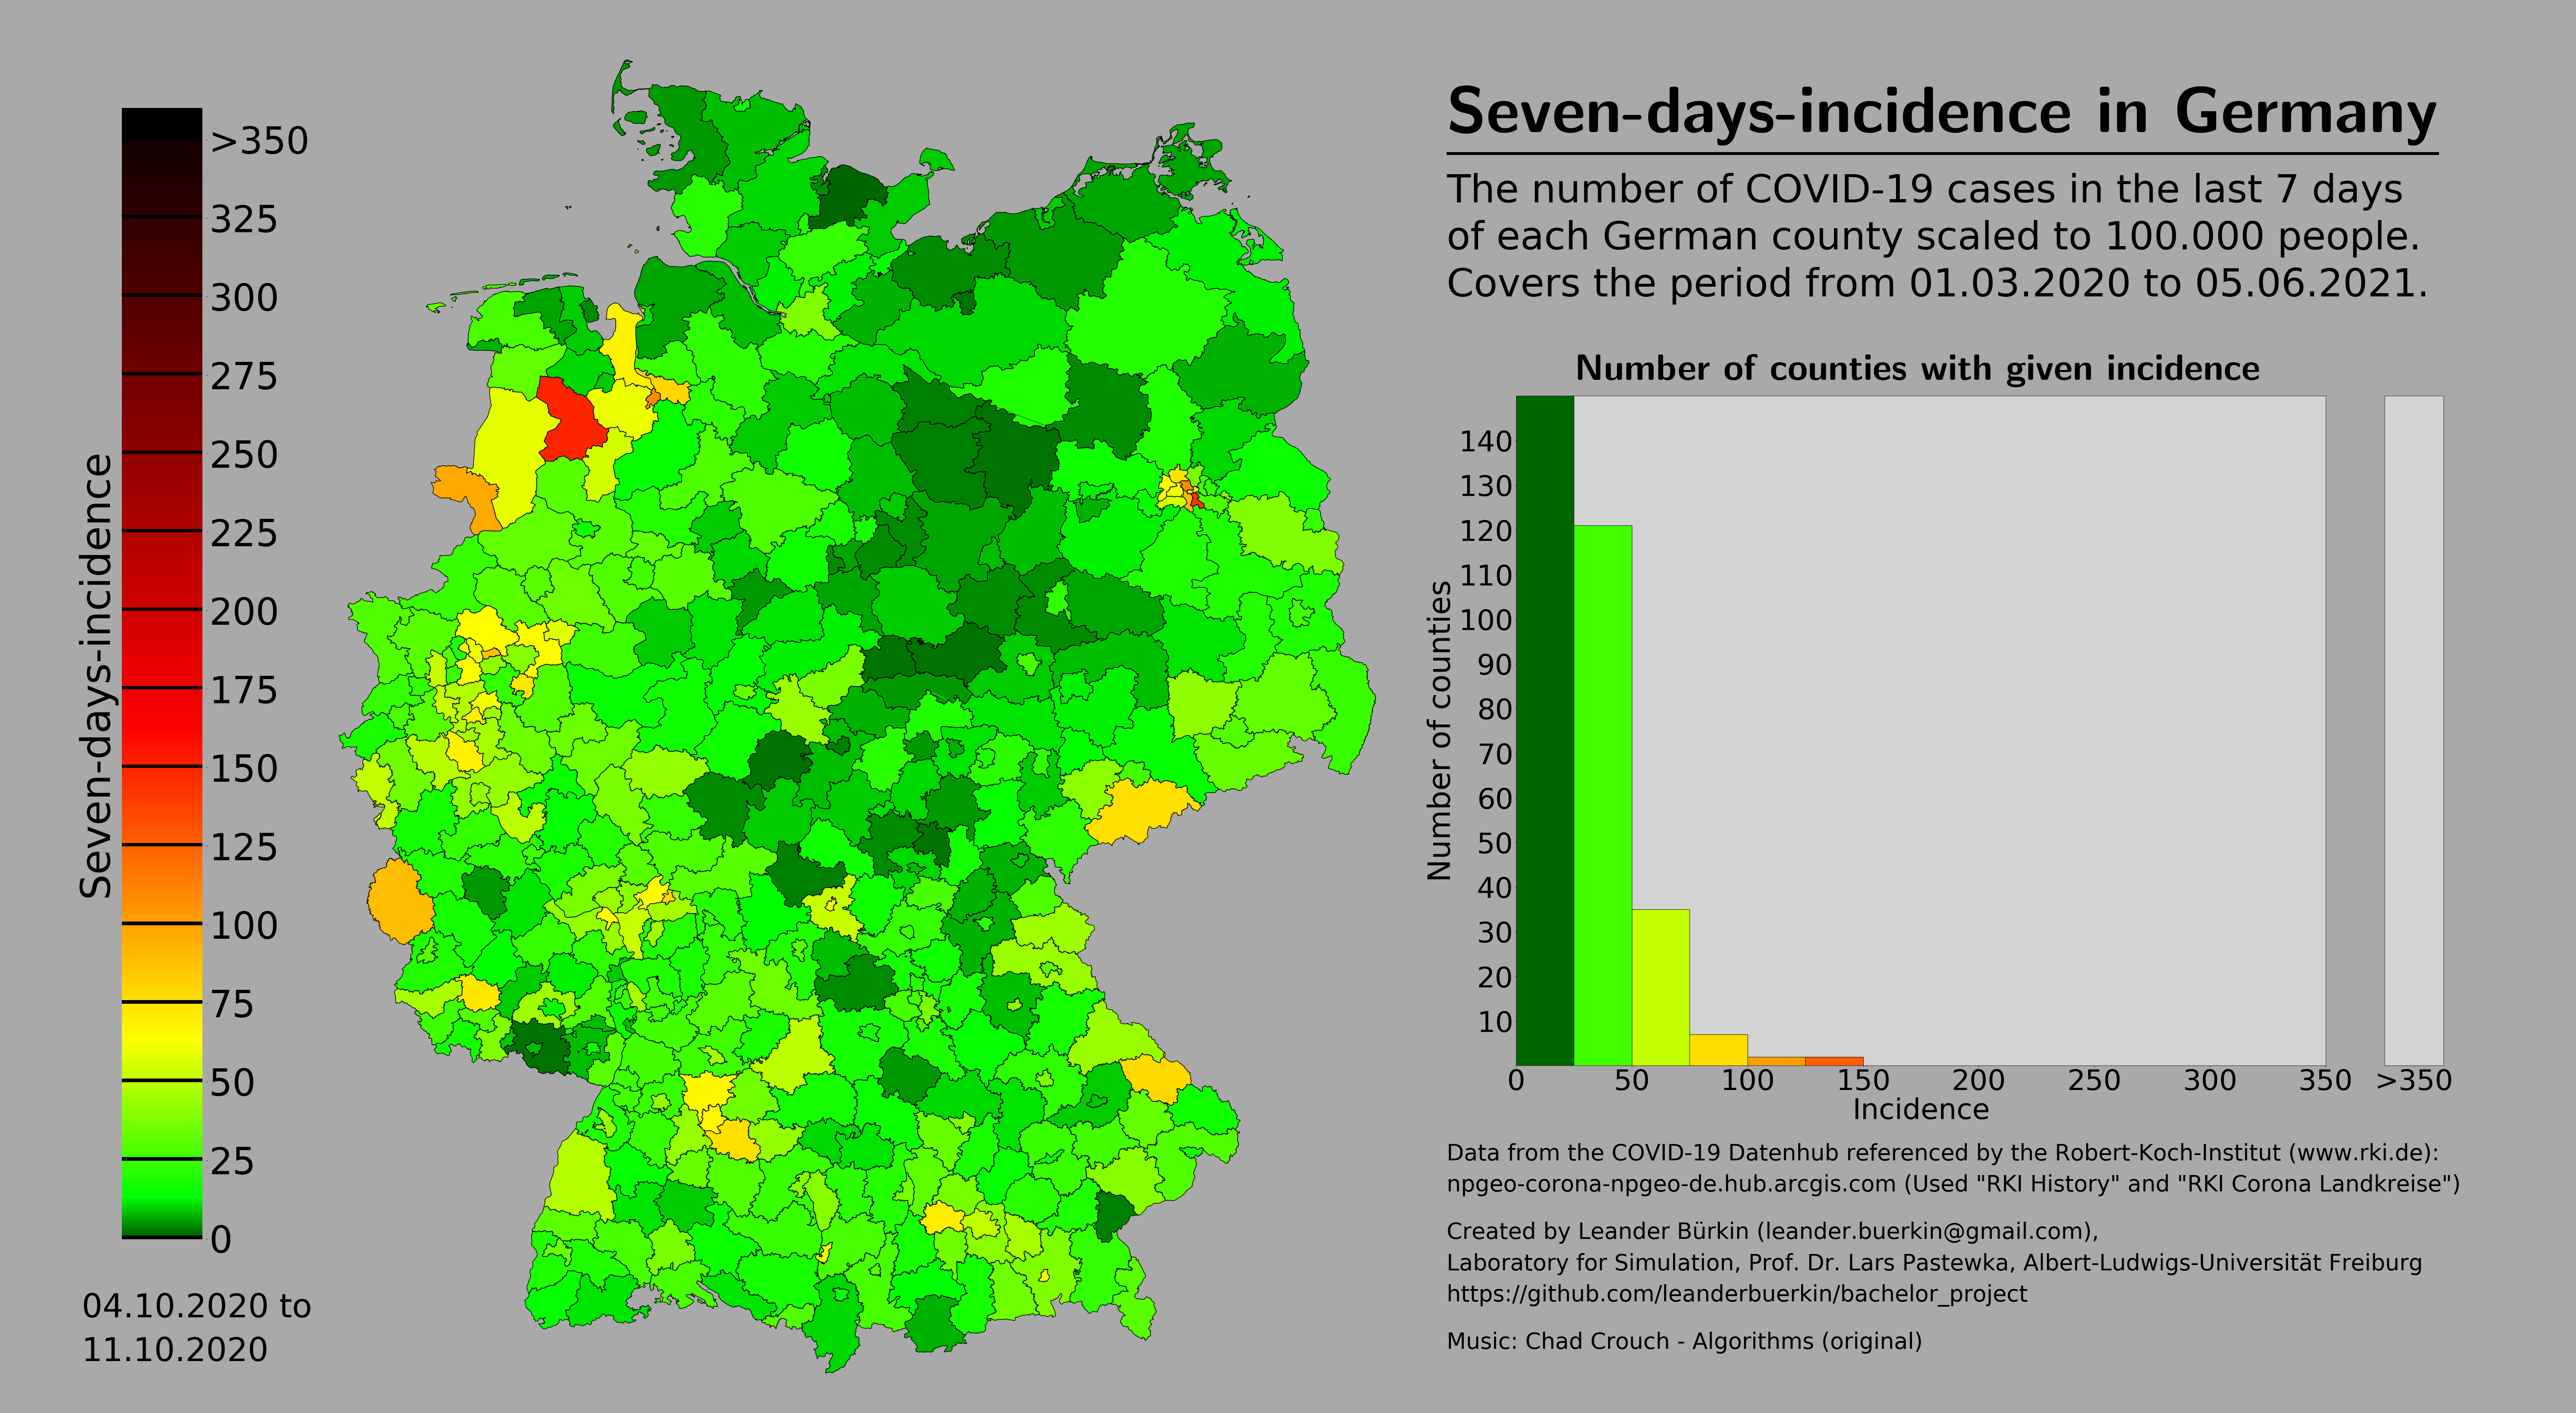 Seven-days-incidence in Germany
The number of COVID-19 cases in the last 7 days
of each German county scaled to 100.000 people.
Covers the period from 01.03.2020 to 05.06.2021.
Seven-days-incidence
>350
325
300
275
250
225
200
175
150
125
100
75
50
25
0
04.10.2020 to
11.10.2020
Number of counties with given incidence
Number of counties
140
130
120
110
100
90
80
70
60
50
40
30
20
10
0 50 100 150 200 250 300 350 >350
Incidence
Data from the COVID-19 Datenhub referenced by the Robert-Koch-Institut (www.rki.de):
npgeo-corona-npgeo-de.hub.arcgis.com (Used "RKI History" and "RKI Corona Landkreise")
Created by Leander Bürkin (leander.buerkin@gmail.com),
Laboratory for Simulation, Prof. Dr. Lars Pastewka, Albert-Ludwigs-Universität Freiburg
https://github.com/leanderbuerkin/bachelor_project
Music: Chad Crouch - Algorithms (original)